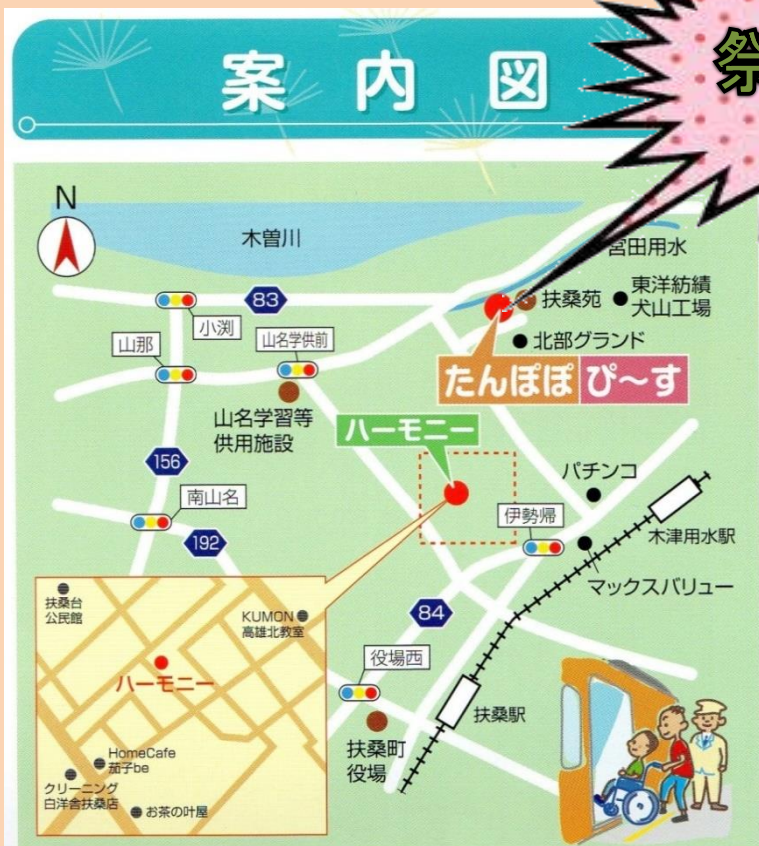 案内図
祭
N
木曽川
宮田用水
83
小渕
扶桑苑
東洋紡績
犬山工場
山那
山名学供前
北部グランド
たんぽぽ
ぴ～す
山名学習等
供用施設
ハーモニー
156
パチンコ
南山名
伊勢帰
木津用水駅
192
マックスバリュー
扶桑台
公民館
KUMON
高雄北教室
84
ハーモニー
役場西
扶桑駅
扶桑町
役場
HomeCafe
茄子be
クリーニング
白洋舎扶桑店
お茶の葉屋